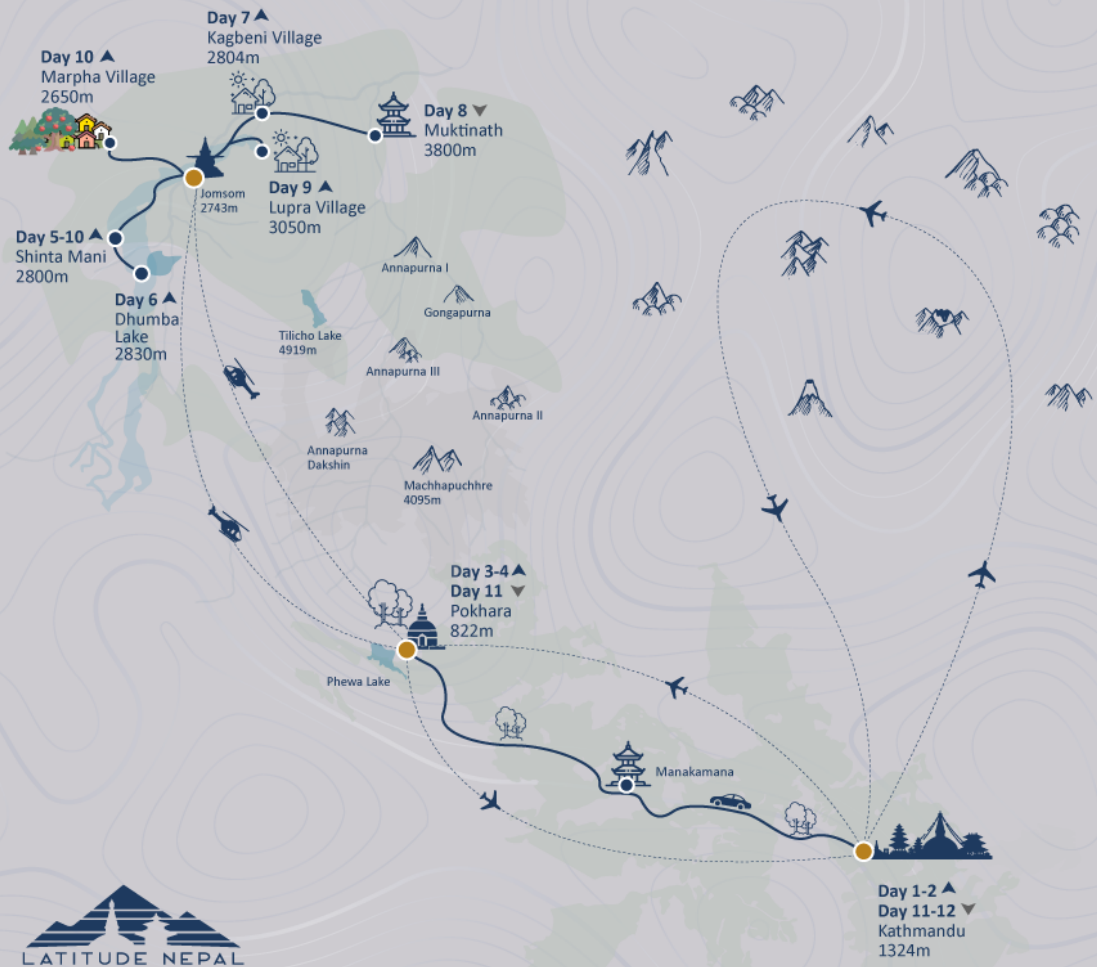 Day 7
Kagbeni Village
2804m
Day 10
Marpha Village
2650m
Day 8
Muktinath
3800m
Jomsom
2743m
Day 9
Lupra Village
3050m
Day 5-10
Shinta Mani
2800m
Day 6
Dhumba
Lake
2830m
Annapurna I
Gongapurna
Tilicho Lake
4919m
Annapurna III
Annapurna II
Annapurna
Dakshin
Machhapuchhre
4095m
Day 3-4
Day 11
Pokhara
822m
Phewa Lake
Manakamana
Day 1-2
Day 11-12
Kathmandu
1324m
LATITUDE NEPAL